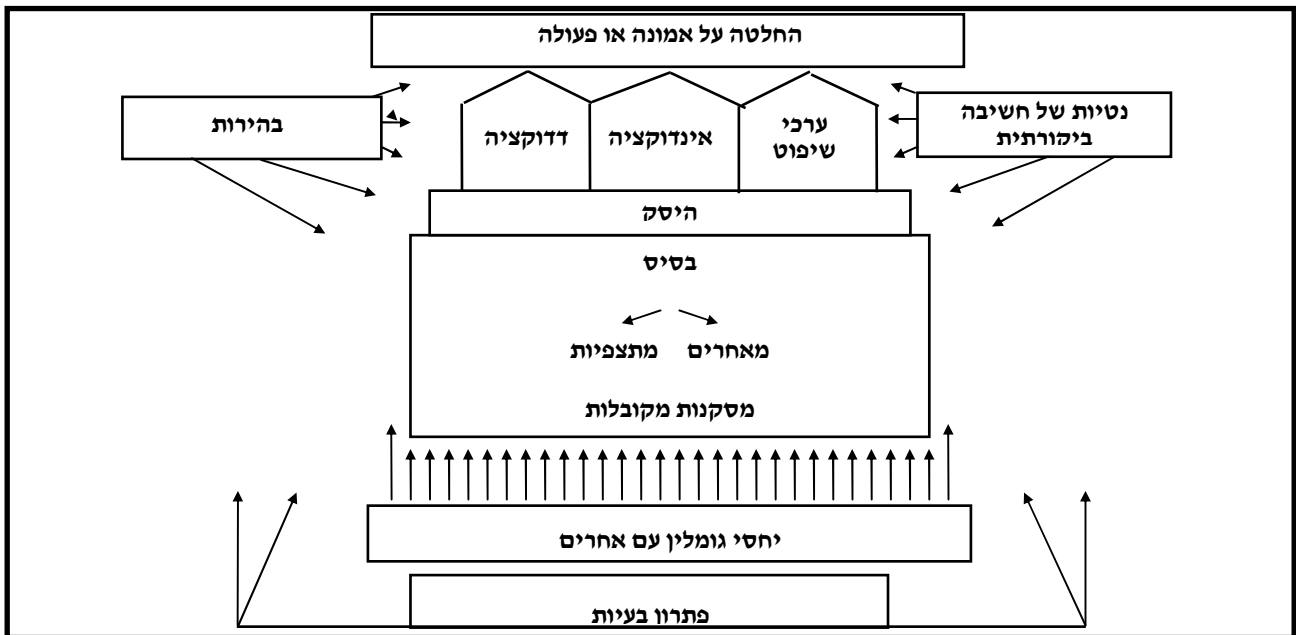 החלטה על אמונה או פעולה
נטיות של חשיבה
ביקורתית
ערכי
שיפוט
אינדוקציה
דדוקציה
בהירות
היסק
בסיס
מאחרים
מתצפיות
מסקנות מקובלות
יחסי גומלין עם אחרים
פתרון בעיות